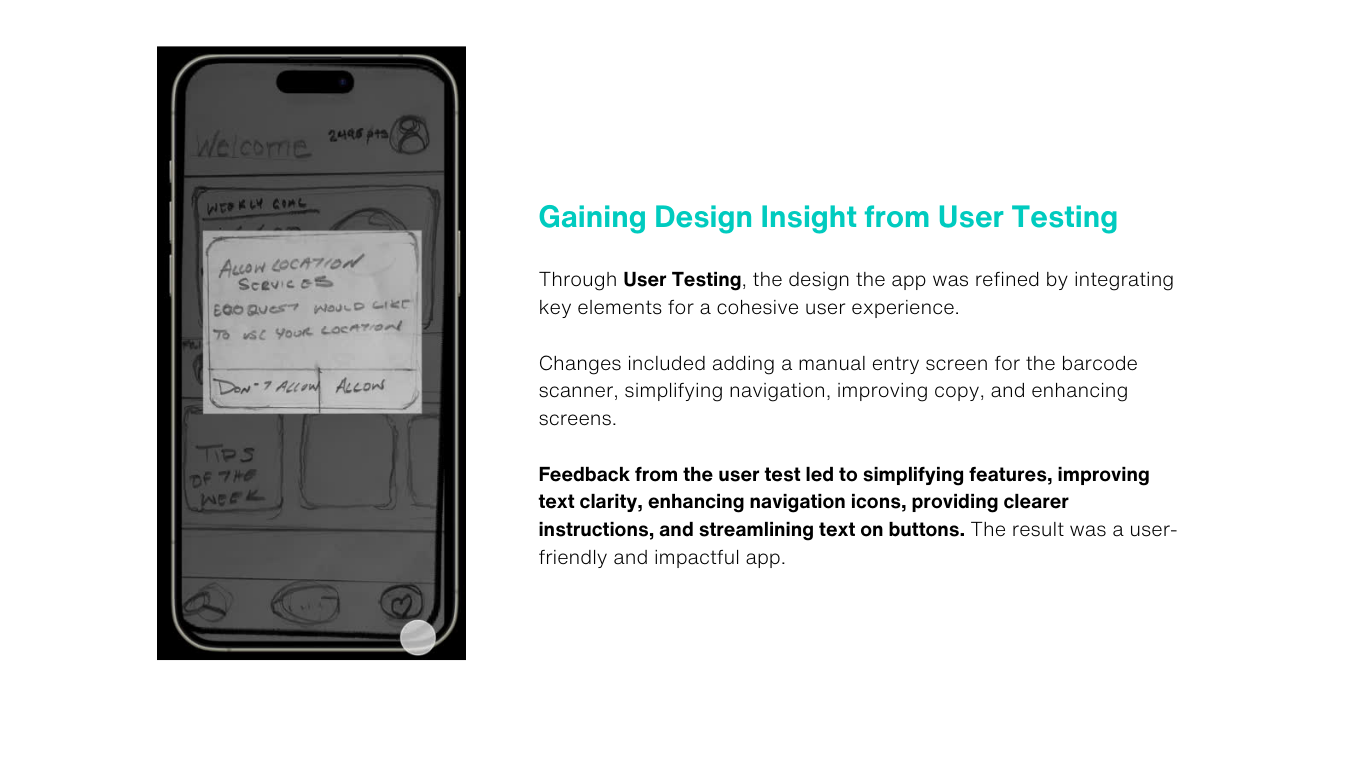 Welcome
2495 pts
WEEKLY GOAL
ALLOW LOCATION
SERVICES
ECOQUEST WOULD LIKE
TO USE YOUR LOCATION
DON'T ALLOW
ALLOW
TIPS
OF THE
WEEK
Gaining Design Insight from User Testing
Through User Testing, the design the app was refined by integrating
key elements for a cohesive user experience.
Changes included adding a manual entry screen for the barcode
scanner, simplifying navigation, improving copy, and enhancing
screens.
Feedback from the user test led to simplifying features, improving
text clarity, enhancing navigation icons, providing clearer
instructions, and streamlining text on buttons. The result was a user-
friendly and impactful app.